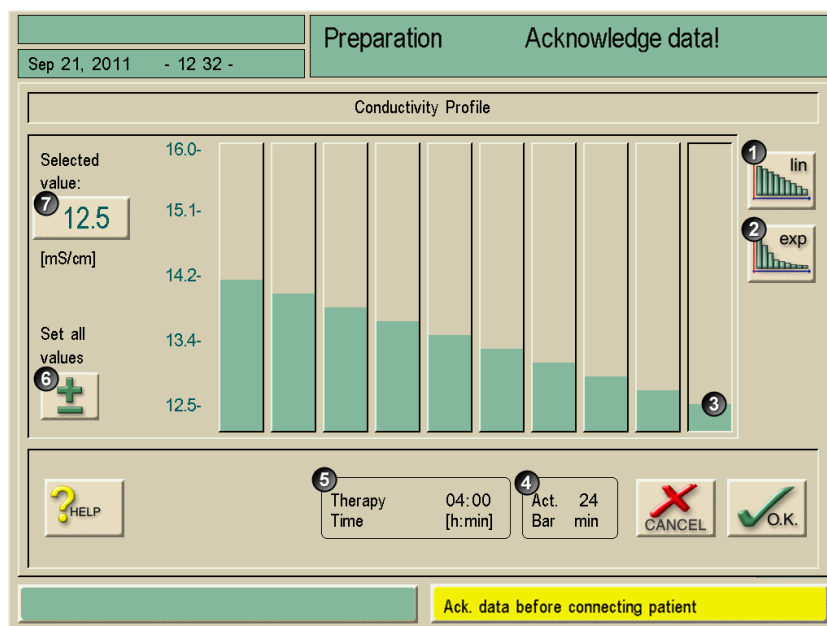 Preparation Acknowledge data!
Sep 21, 2011 - 12 32 -
Conductivity Profile
Selected
value:
7
12.5
[mS/cm]
Set all
values
6
16.0-
15.1-
14.2-
13.4-
12.5-
3
1
lin
2
exp
?HELP
5
Therapy 04:00
Time [h:min]
4
Act. 24
Bar min
CANCEL
O.K.
Ack. data before connecting patient